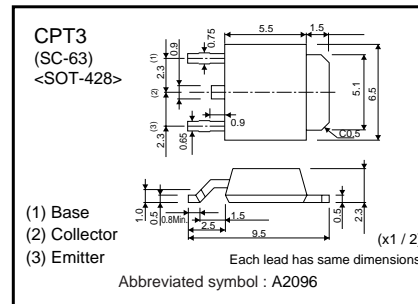 CPT3
(SC-63)
<SOT-428>
5.5
1.5
0.75
0.9
(1)
2.3
(2)
2.3
(3)
0.65
0.9
5.1
6.5
C0.5
1.0
0.5
0.8Min.
1.5
2.5
9.5
0.5
2.3
(1) Base
(2) Collector
(3) Emitter
(x1 / 2)
Each lead has same dimensions
Abbreviated symbol : A2096